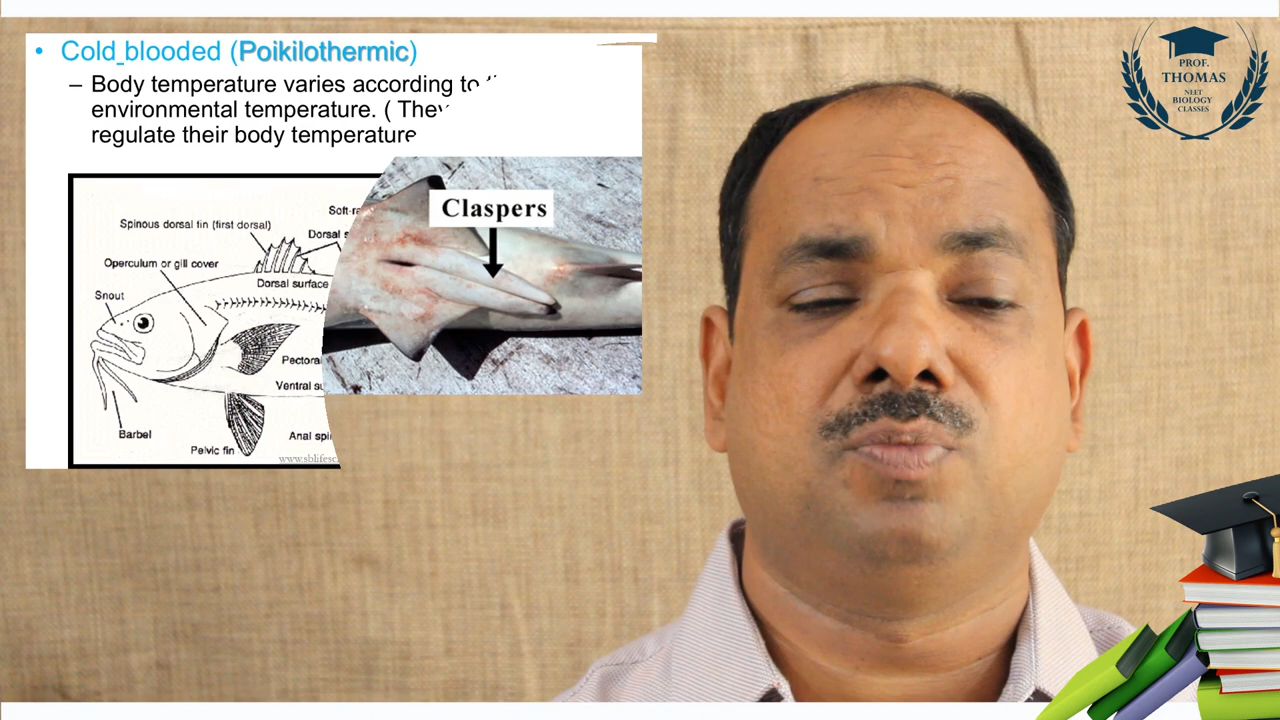 • Cold_blooded (Poikilothermic)
– Body temperature varies according to
environmental temperature. ( They
regulate their body temperature
Spinous dorsal fin (first dorsal)
Operculum or gill cover
Snout
Dorsal surface
Barbel
Pelvic fin
Claspers
PROF.
THOMAS
NEET
BIOLOGY
CLASSES